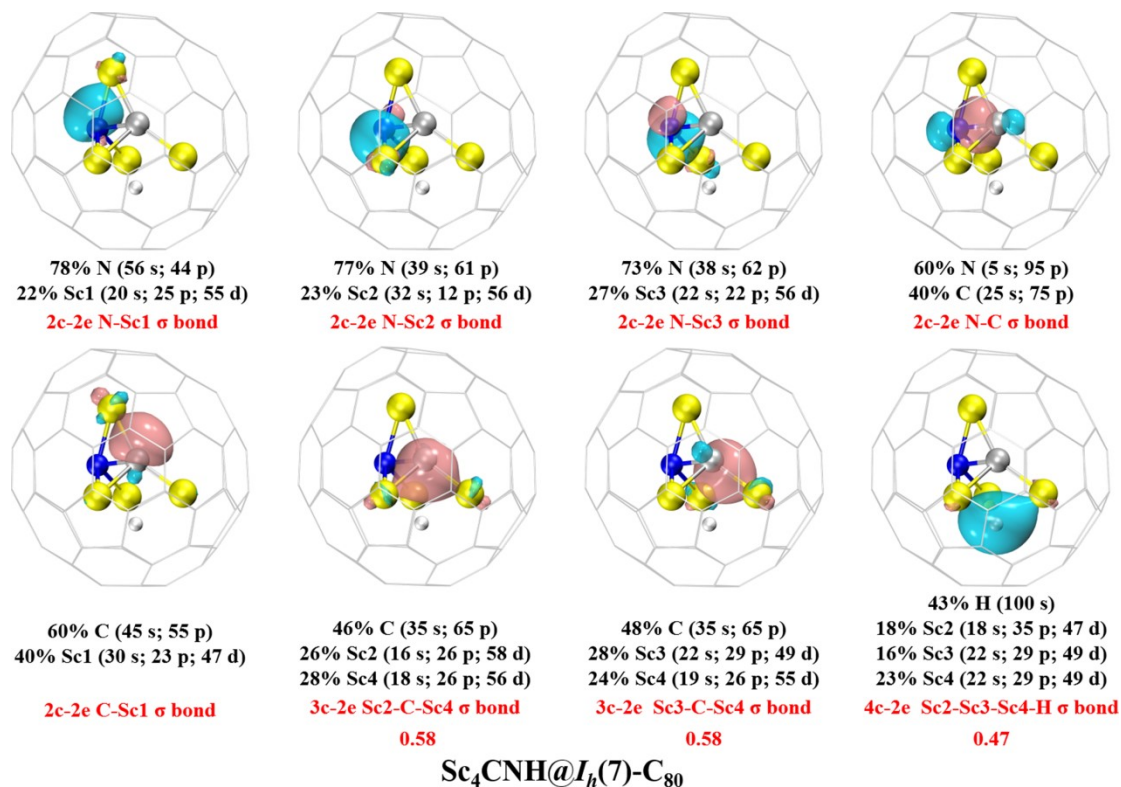 78% N (56 s; 44 p)
22% Sc1 (20 s; 25 p; 55 d)
2c-2e N-Sc1 σ bond
77% N (39 s; 61 p)
23% Sc2 (32 s; 12 p; 56 d)
2c-2e N-Sc2 σ bond
73% N (38 s; 62 p)
27% Sc3 (22 s; 22 p; 56 d)
2c-2e N-Sc3 σ bond
60% N (5 s; 95 p)
40% C (25 s; 75 p)
2c-2e N-C σ bond
60% C (45 s; 55 p)
40% Sc1 (30 s; 23 p; 47 d)
2c-2e C-Sc1 σ bond
46% C (35 s; 65 p)
26% Sc2 (16 s; 26 p; 58 d)
28% Sc4 (18 s; 26 p; 56 d)
3c-2e Sc2-C-Sc4 σ bond
0.58
48% C (35 s; 65 p)
28% Sc3 (22 s; 29 p; 49 d)
24% Sc4 (19 s; 26 p; 55 d)
3c-2e Sc3-C-Sc4 σ bond
0.58
43% H (100 s)
18% Sc2 (18 s; 35 p; 47 d)
16% Sc3 (22 s; 29 p; 49 d)
23% Sc4 (22 s; 29 p; 49 d)
4c-2e Sc2-Sc3-Sc4-H σ bond
0.47
Sc₄CNH@Iₕ(7)-C₈₀